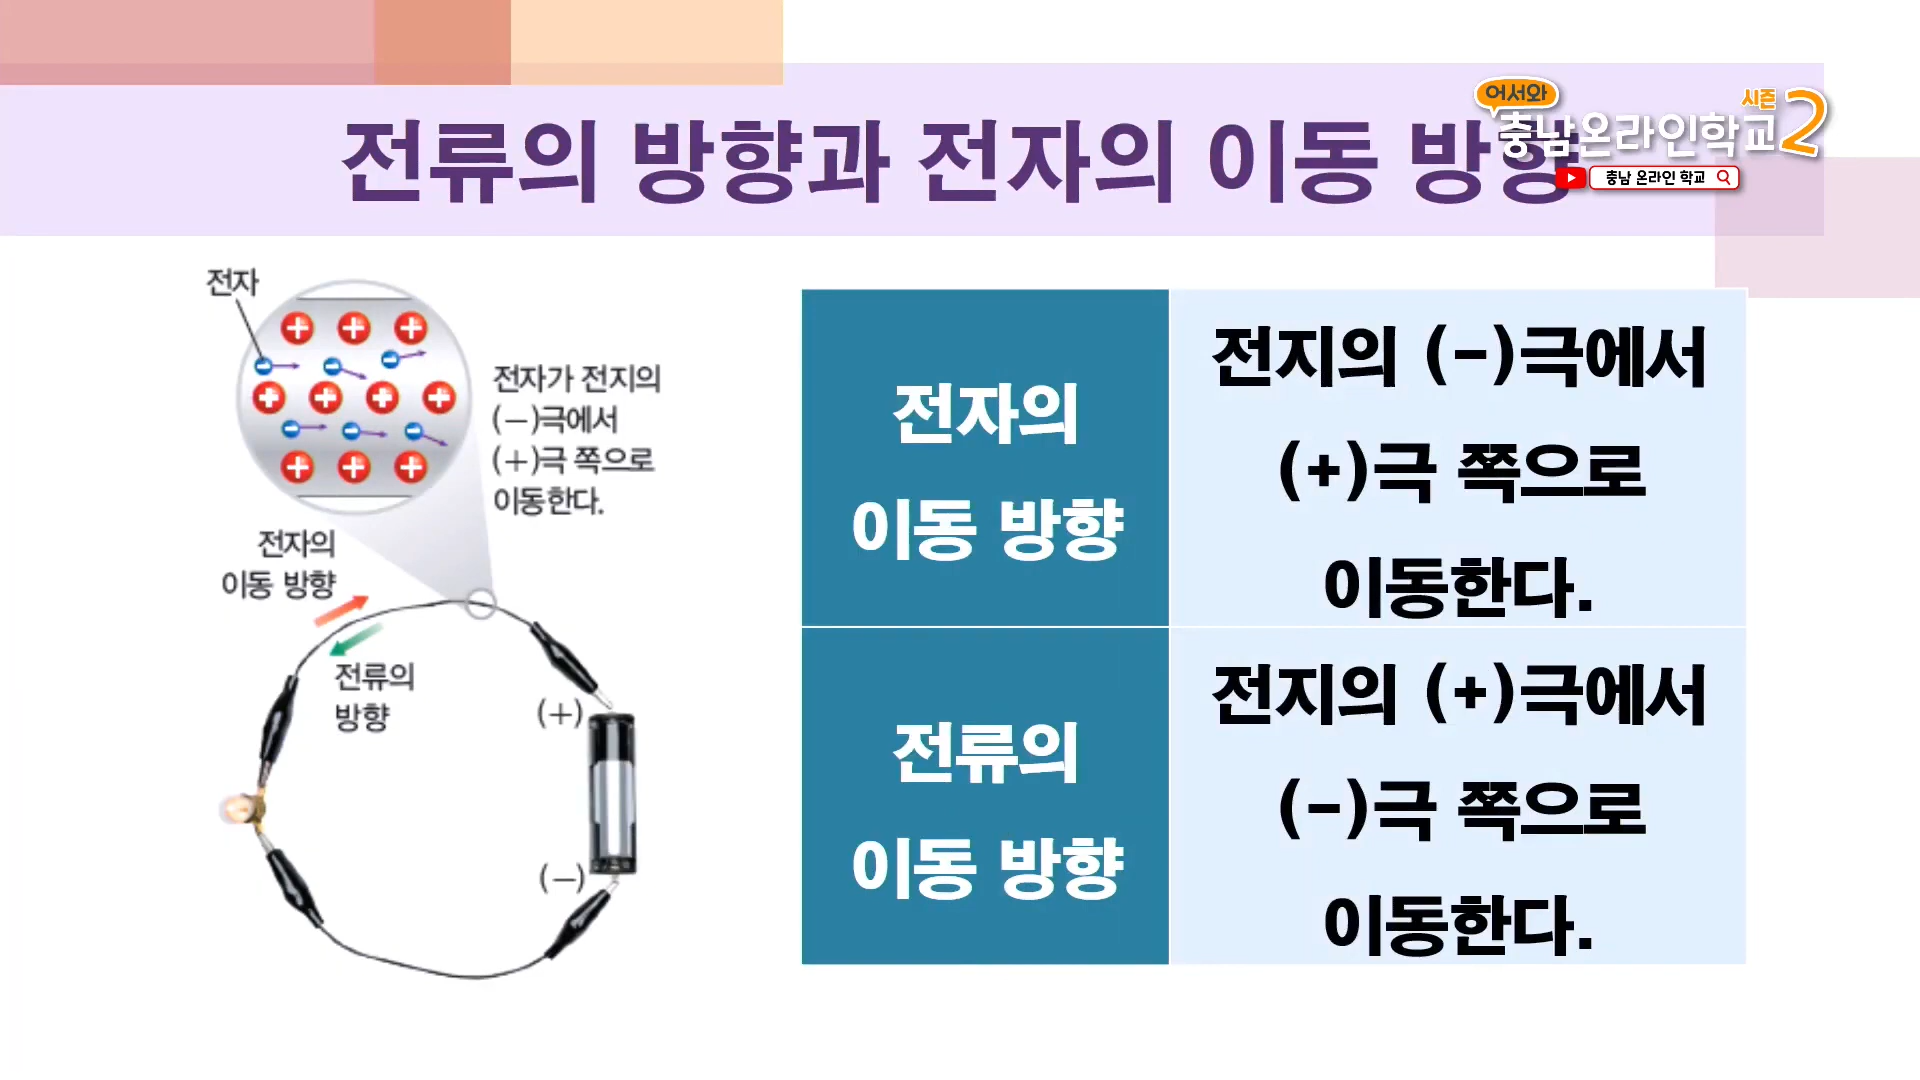 어서와
시즌
충남온라인학교2
충남 온라인 학교
전류의 방향과 전자의 이동 방향
전자
전자가 전지의
(−)극에서
(+)극 쪽으로
이동한다.
전자의
이동 방향
전류의
방향
(+)
(−)
전자의
이동 방향
전지의 (-)극에서
(+)극 쪽으로
이동한다.
전류의
이동 방향
전지의 (+)극에서
(-)극 쪽으로
이동한다.